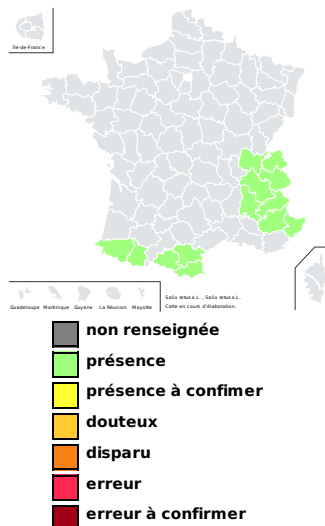 Île-de-France
Guadeloupe Martinique Guyane La Réunion Mayotte
Salix retusa L. , Salix retusa L.
Carte en cours d'élaboration.
non renseignée
présence
présence à confimer
douteux
disparu
erreur
erreur à confirmer